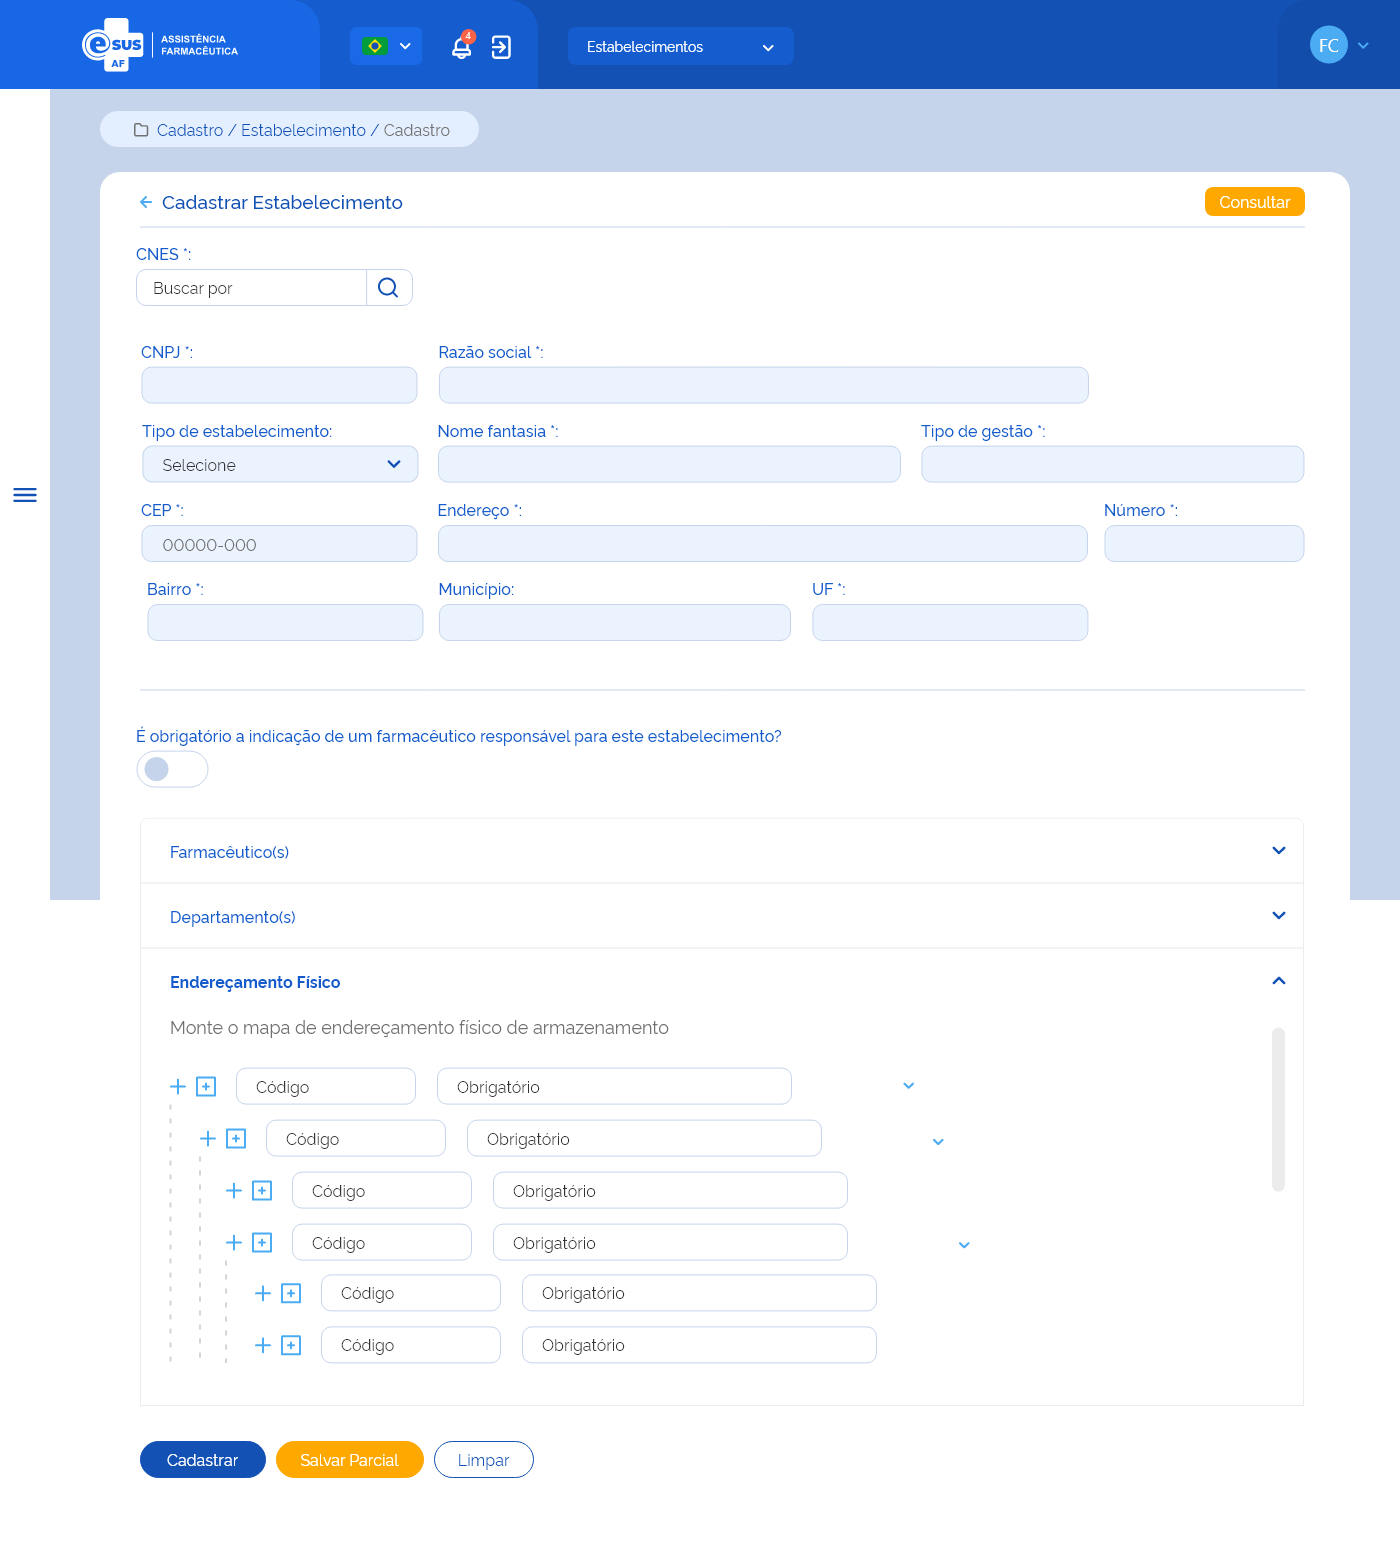 e sus AF
ASSISTÊNCIA
FARMACÊUTICA
4
Estabelecimentos
FC
Cadastro / Estabelecimento / Cadastro
Cadastrar Estabelecimento
Consultar
CNES *:
Buscar por
CNPJ *:
Razão social *:
Tipo de estabelecimento:
Nome fantasia *:
Tipo de gestão *:
Selecione
CEP *:
Endereço *:
Número *:
00000-000
Bairro *:
Município:
UF *:
É obrigatório a indicação de um farmacêutico responsável para este estabelecimento?
Farmacêutico(s)
Departamento(s)
Endereçamento Físico
Monte o mapa de endereçamento físico de armazenamento
Código Obrigatório
Código Obrigatório
Código Obrigatório
Código Obrigatório
Código Obrigatório
Código Obrigatório
Cadastrar
Salvar Parcial
Limpar